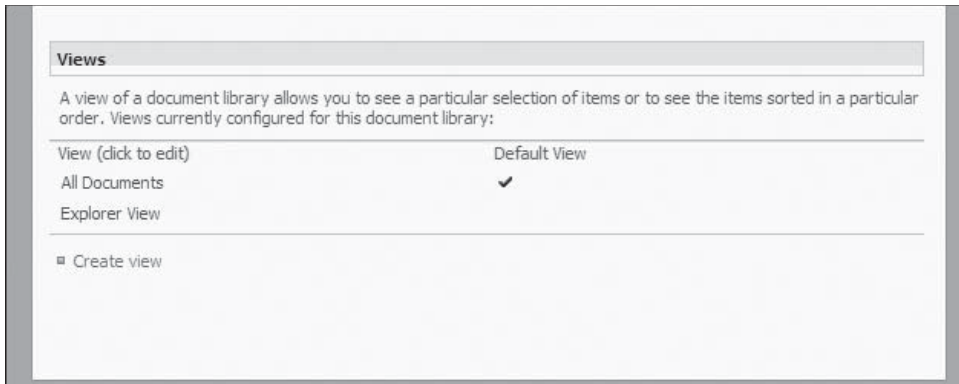 Views
A view of a document library allows you to see a particular selection of items or to see the items sorted in a particular
order. Views currently configured for this document library:
View (click to edit) Default View
All Documents ✔
Explorer View
Create view